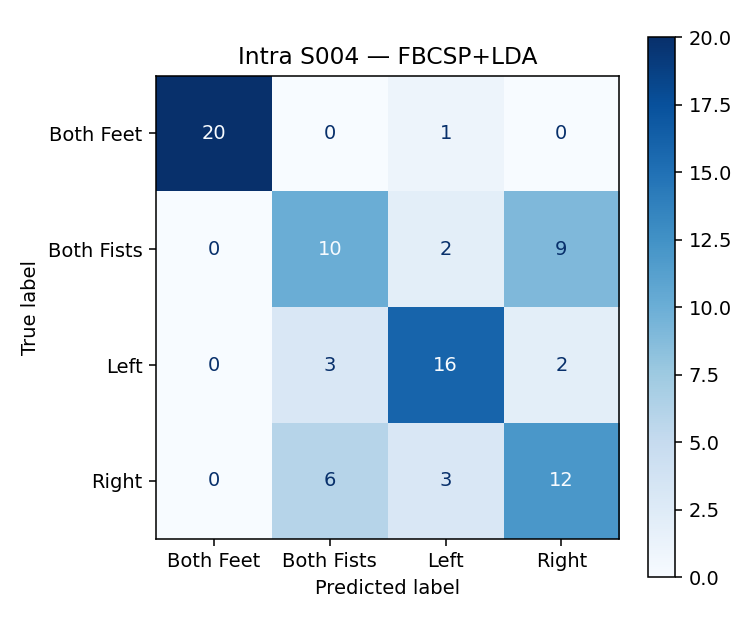 Intra S004 — FBCSP+LDA
True label
Both Feet 20 0 1 0
Both Fists 0 10 2 9
Left 0 3 16 2
Right 0 6 3 12
Both Feet Both Fists Left Right
Predicted label
20.0
17.5
15.0
12.5
10.0
7.5
5.0
2.5
0.0